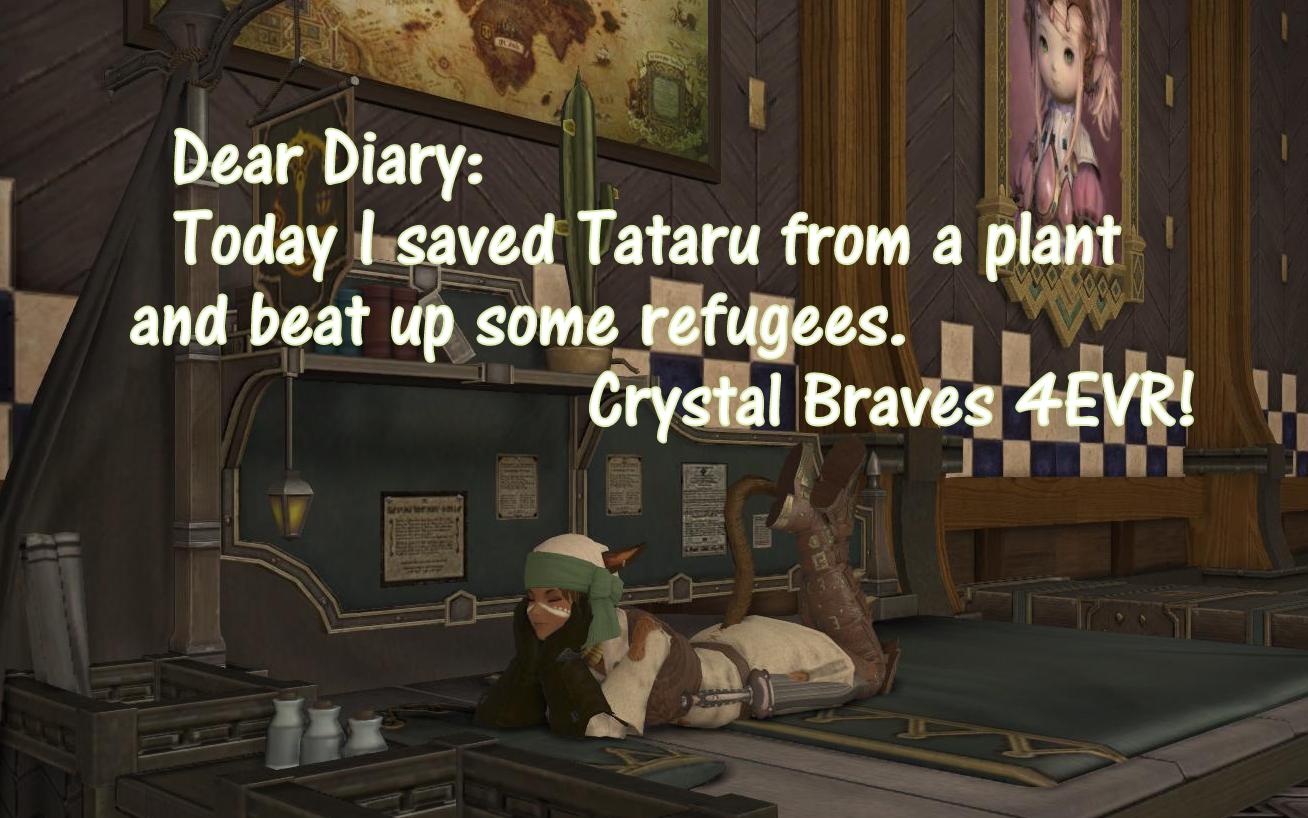 Dear Diary:
Today I saved Tataru from a plant
and beat up some refugees.
Crystal Braves 4EVR!